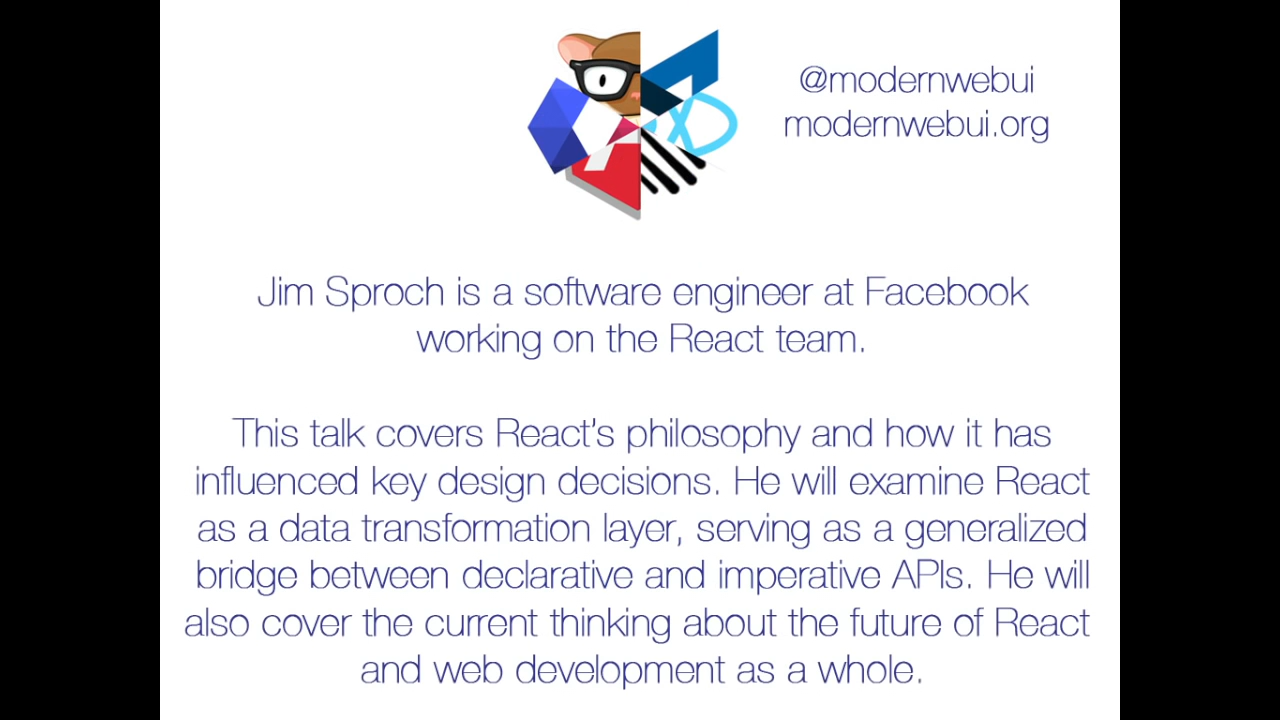 @modernwebui
modernwebui.org
Jim Sproch is a software engineer at Facebook
working on the React team.
This talk covers React’s philosophy and how it has
influenced key design decisions. He will examine React
as a data transformation layer, serving as a generalized
bridge between declarative and imperative APIs. He will
also cover the current thinking about the future of React
and web development as a whole.